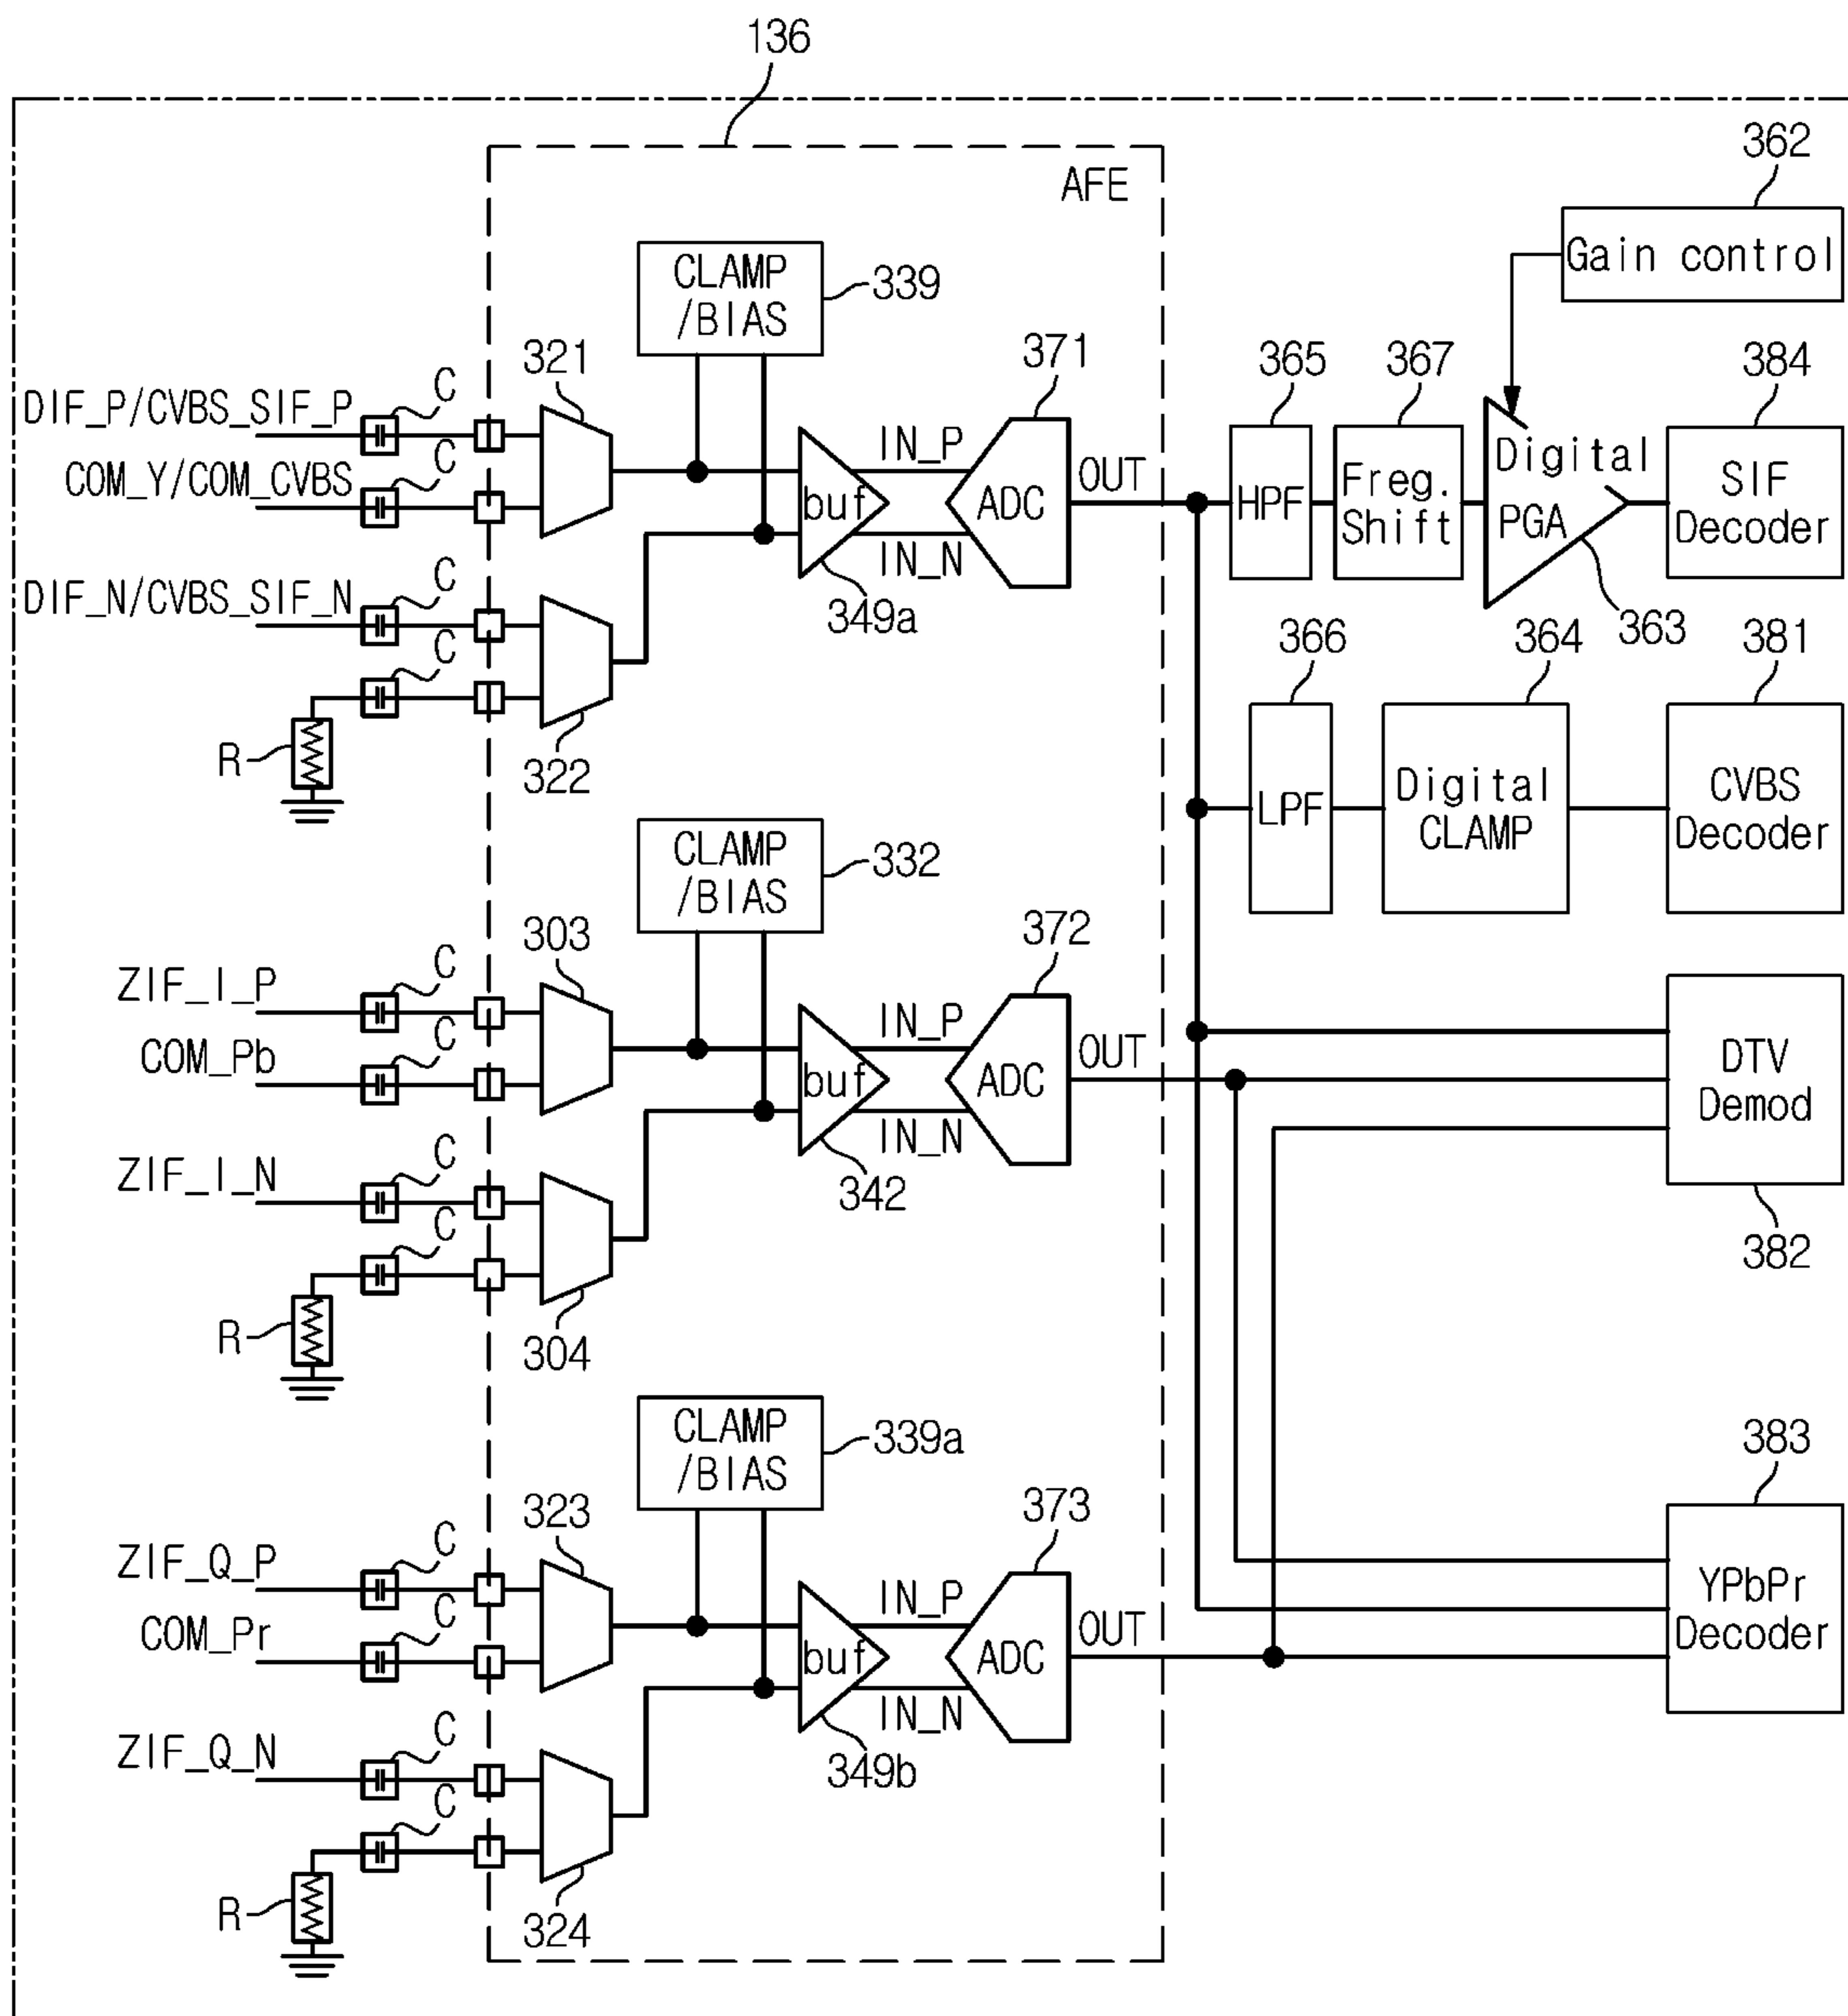 136
AFE
362
Gain control
CLAMP
/BIAS
339
321
371
365
367
384
DIF_P/CVBS_SIF_P
C
COM_Y/COM_CVBS
C
buf
IN_P
IN_N
ADC
OUT
HPF
Freg.
Shift
Digital
PGA
SIF
Decoder
349a
363
DIF_N/CVBS_SIF_N
C
C
R
322
366
364
381
LPF
Digital
CLAMP
CVBS
Decoder
CLAMP
/BIAS
332
303
372
ZIF_I_P
C
COM_Pb
C
buf
IN_P
IN_N
ADC
OUT
DTV
Demod
342
382
ZIF_I_N
C
C
R
304
CLAMP
/BIAS
339a
383
323
373
ZIF_Q_P
C
COM_Pr
C
buf
IN_P
IN_N
ADC
OUT
YPbPr
Decoder
349b
ZIF_Q_N
C
C
R
324